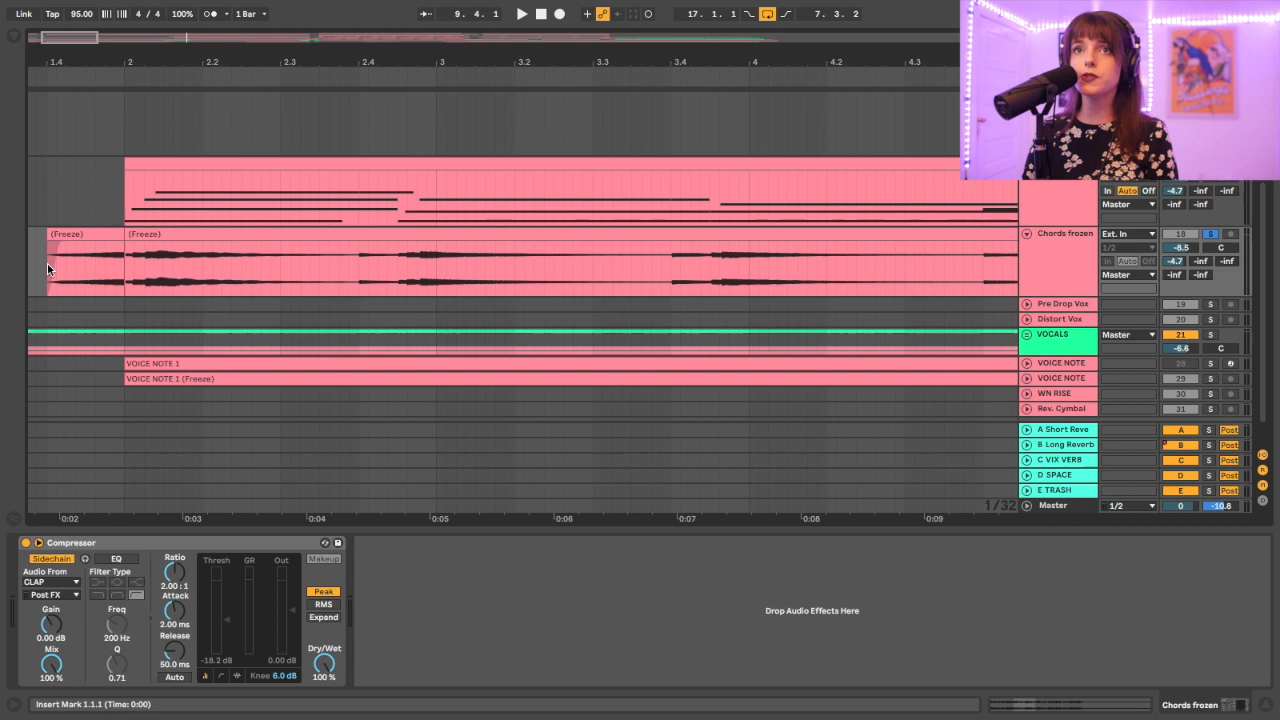 Link Tap 95.00 4 / 4 100% 1 Bar 9. 4. 1 17. 1. 1 7. 3. 2
1.4 2 2.2 2.3 2.4 3 3.2 3.3 3.4 4 4.2 4.3
In Auto Off -4.7 -inf -inf
Master -inf -inf
(Freeze) (Freeze) Chords frozen Ext. In 18 S
1/2 -8.5 C
In Auto Off -4.7 -inf -inf
Master -inf -inf
Pre Drop Vox 19 S
Distort Vox 20 S
VOCALS Master 21 S
-6.6 C
VOICE NOTE 1 VOICE NOTE 28 S
VOICE NOTE 1 (Freeze) VOICE NOTE 29 S
WN RISE 30 S
Rev. Cymbal 31 S
A Short Reve A S Post
B Long Reverb B S Post
C VIX VERB C S Post
D SPACE D S Post
E TRASH E S Post
1/32 Master 1/2 0 -10.8
0:02 0:03 0:04 0:05 0:06 0:07 0:08 0:09
Compressor
Sidechain EQ Ratio Thresh GR Out Makeup
Audio From Filter Type
CLAP 2.00 : 1
Post FX Attack Peak
RMS
Gain Freq 2.00 ms Expand
0.00 dB 200 Hz Release
Mix Q Dry/Wet
-18.2 dB 0.00 dB
100 % 0.71 50.0 ms
Auto Knee 6.0 dB 100 %
Drop Audio Effects Here
Insert Mark 1.1.1 (Time: 0:00) Chords frozen